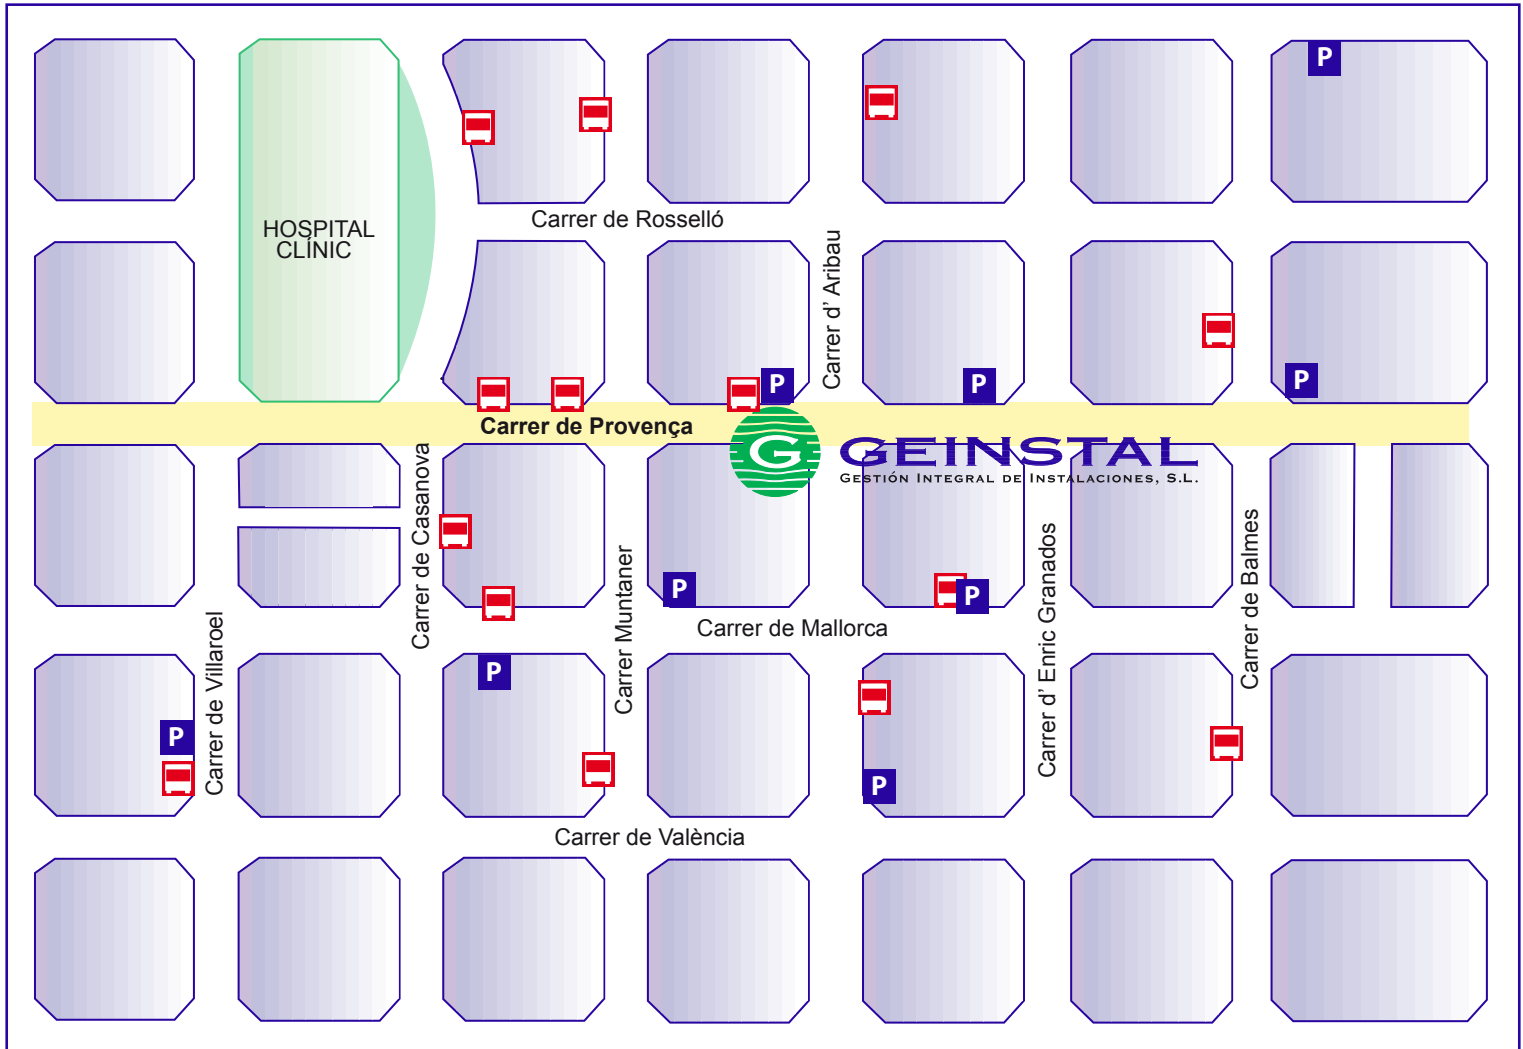 P
HOSPITAL
CLÍNIC
Carrer de Rosselló
Carrer d' Aribau
P
P
P
Carrer de Provença
G
GEINSTAL
GESTIÓN INTEGRAL DE INSTALACIONES, S.L.
Carrer de Casanova
Carrer Muntaner
P
P
Carrer d' Enric Granados
Carrer de Balmes
Carrer de Mallorca
Carrer de Villaroel
P
P
P
Carrer de València